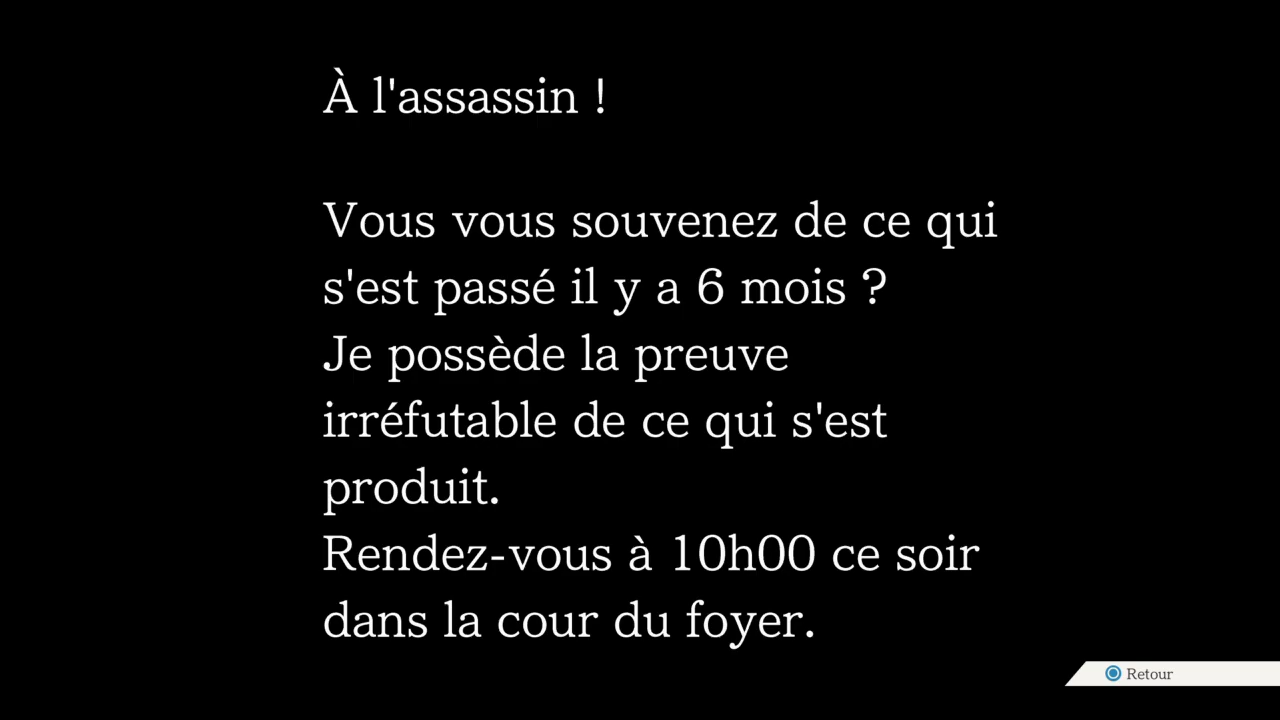 À l'assassin !
Vous vous souvenez de ce qui
s'est passé il y a 6 mois ?
Je possède la preuve
irréfutable de ce qui s'est
produit.
Rendez-vous à 10h00 ce soir
dans la cour du foyer.
Retour